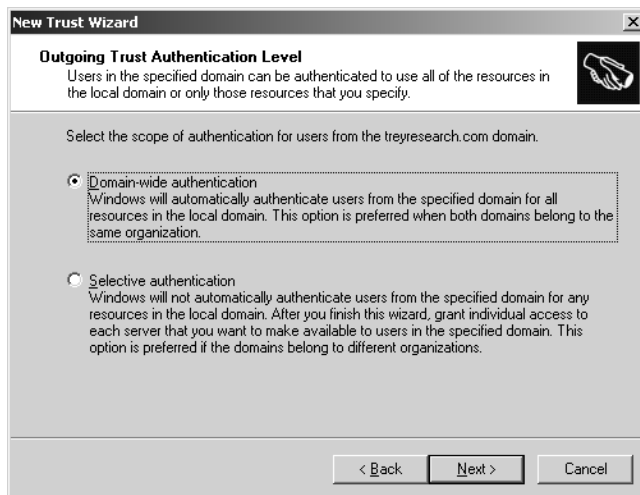 New Trust Wizard
Outgoing Trust Authentication Level
Users in the specified domain can be authenticated to use all of the resources in
the local domain or only those resources that you specify.
Select the scope of authentication for users from the treyresearch.com domain.
Domain-wide authentication
Windows will automatically authenticate users from the specified domain for all
resources in the local domain. This option is preferred when both domains belong to the
same organization.
Selective authentication
Windows will not automatically authenticate users from the specified domain for any
resources in the local domain. After you finish this wizard, grant individual access to
each server that you want to make available to users in the specified domain. This
option is preferred if the domains belong to different organizations.
< Back
Next >
Cancel